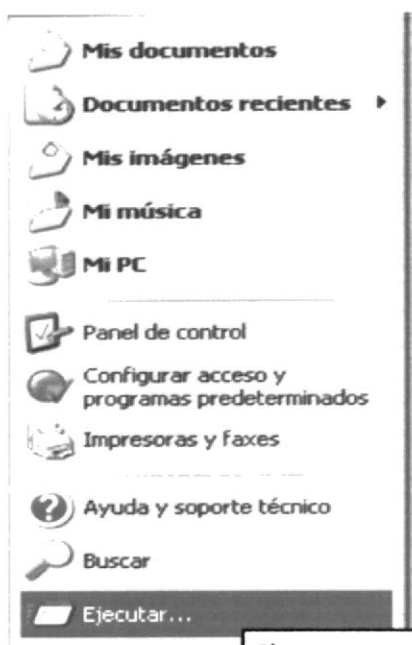 Mis documentos
Documentos recientes
Mis imágenes
Mi música
Mi PC
Panel de control
Configurar acceso y
programas predeterminados
Impresoras y faxes
Ayuda y soporte técnico
Buscar
Ejecutar...